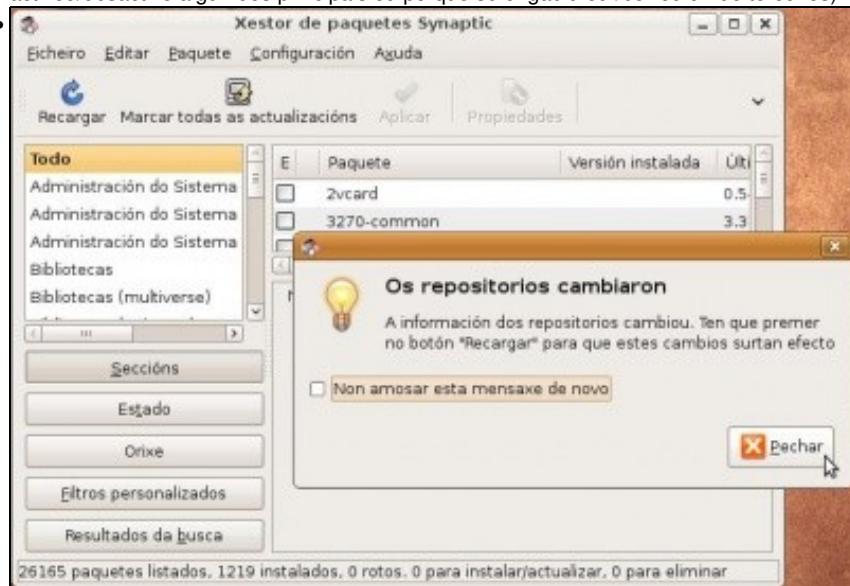 Xestor de paquetes Synaptic
Ficheiro Editar Paquete Configuración Axuda
Recargar Marcar todas as actualizacións Aplicar Propiedades
Todo
Administración do Sistema
Administración do Sistema
Administración do Sistema
Bibliotecas
Bibliotecas (multiverse)
E Paquete Versión instalada Últi
2vcard 0.5-
3270-common 3.3
Os repositorios cambiaron
A información dos repositorios cambiou. Ten que premer
no botón "Recargar" para que estes cambios surtan efecto
Non amosar esta mensaxe de novo
Pechar
Seccións
Estado
Orixe
Filtros personalizados
Resultados da busca
26165 paquetes listados, 1219 instalados, 0 rotos. 0 para instalar/actualizar, 0 para eliminar